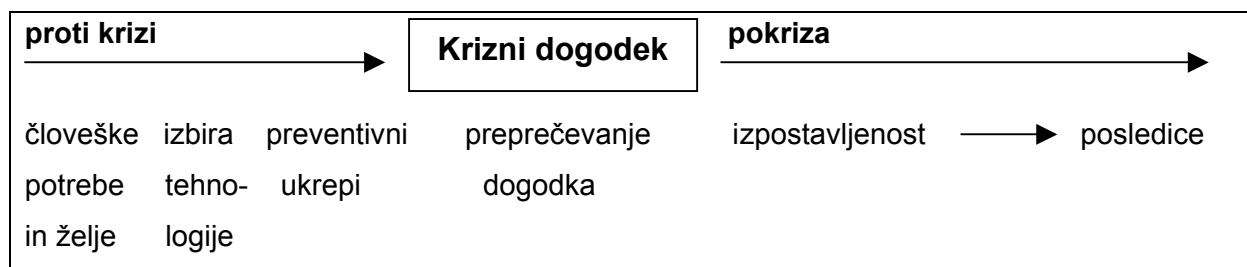 proti krizi Krizni dogodek pokriza
človeške izbira preventivni preprečevanje izpostavljenost posledice
potrebe tehno- ukrepi dogodka
in želje logije